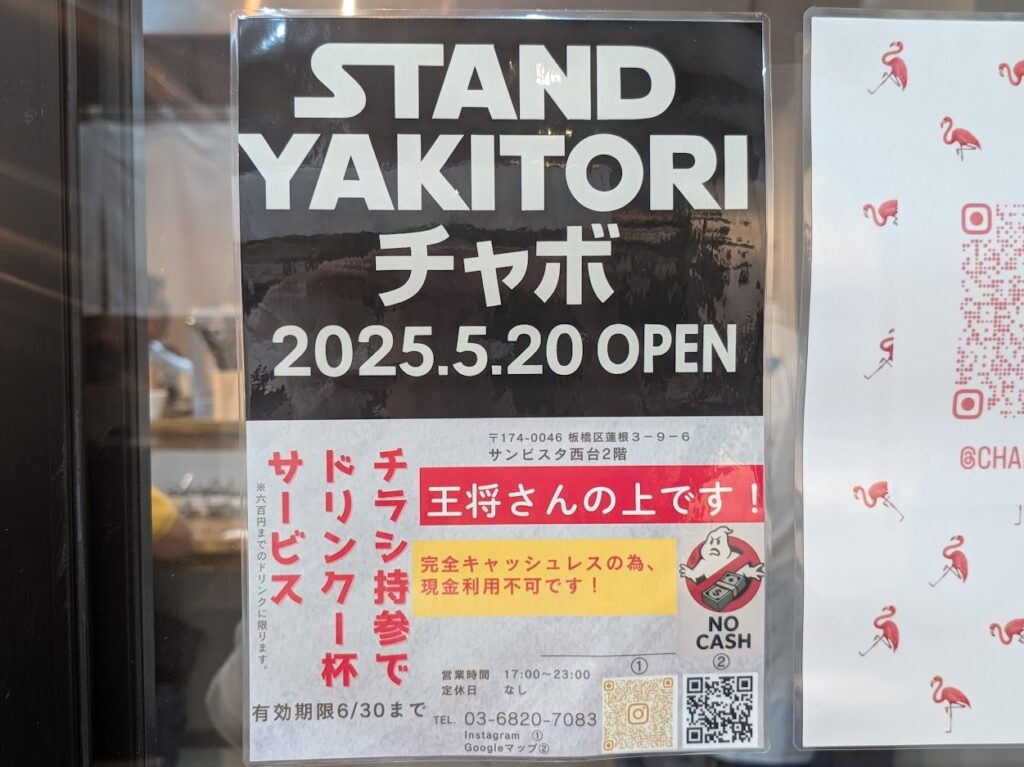 STAND
YAKITORI
チャボ
2025.5.20 OPEN
〒174-0046 板橋区蓮根3-9-6
サンビスタ西台2階
王将さんの上です!
完全キャッシュレスの為、
現金利用不可です!
NO
CASH
チラシ持参で
ドリンク一杯
サービス
※六百円までのドリンクに限ります。
有効期限6/30まで
営業時間 17:00~23:00
定休日 なし
TEL. 03-6820-7083
Instagram ①
Googleマップ②
①
②
@CHA